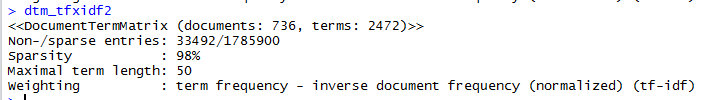 > dtm_tfxidf2
<<DocumentTermMatrix (documents: 736, terms: 2472)>>
Non-/sparse entries: 33492/1785900
Sparsity           : 98%
Maximal term length: 50
Weighting          : term frequency - inverse document frequency (normalized) (tf-idf)
>